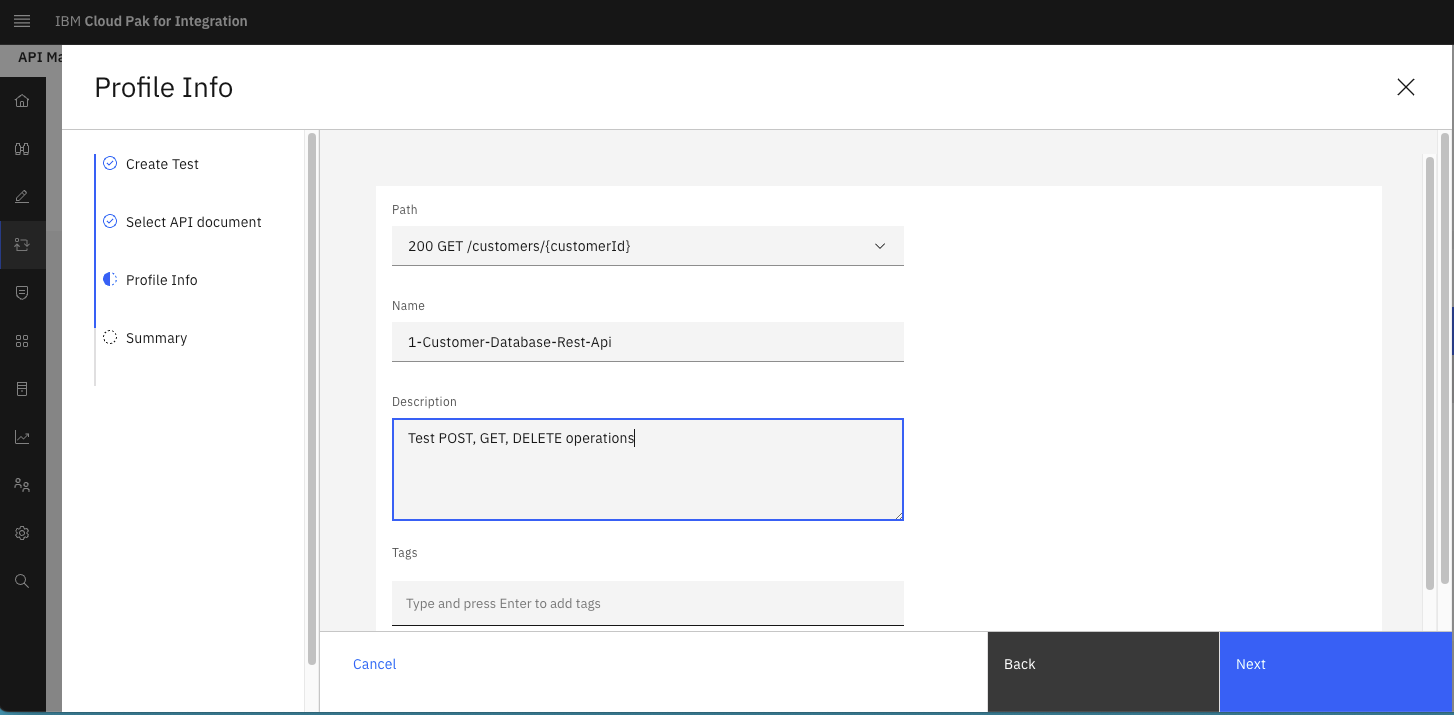 IBM Cloud Pak for Integration
API Ma
Profile Info
Create Test
Select API document
Profile Info
Summary
Path
200 GET /customers/{customerId}
Name
1-Customer-Database-Rest-Api
Description
Test POST, GET, DELETE operations
Tags
Type and press Enter to add tags
Cancel
Back
Next